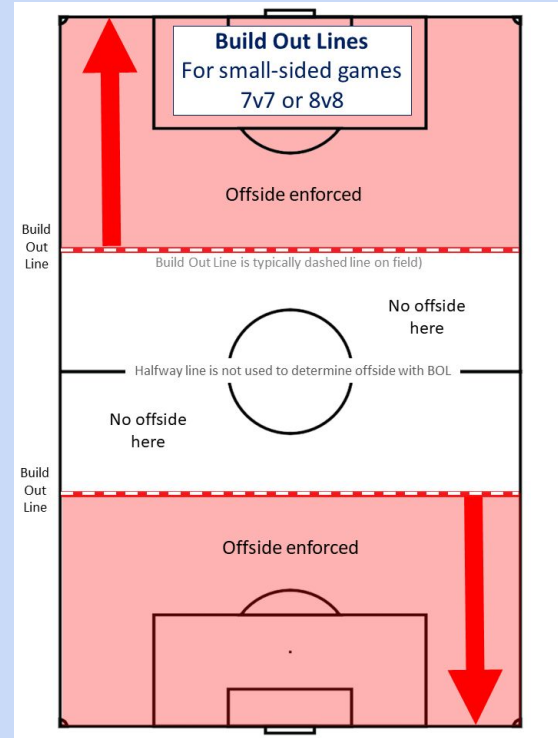 Build Out Lines
For small-sided games
7v7 or 8v8
Offside enforced
Build
Out
Line
Build Out Line is typically dashed line on field)
No offside
here
Halfway line is not used to determine offside with BOL
No offside
here
Build
Out
Line
Offside enforced